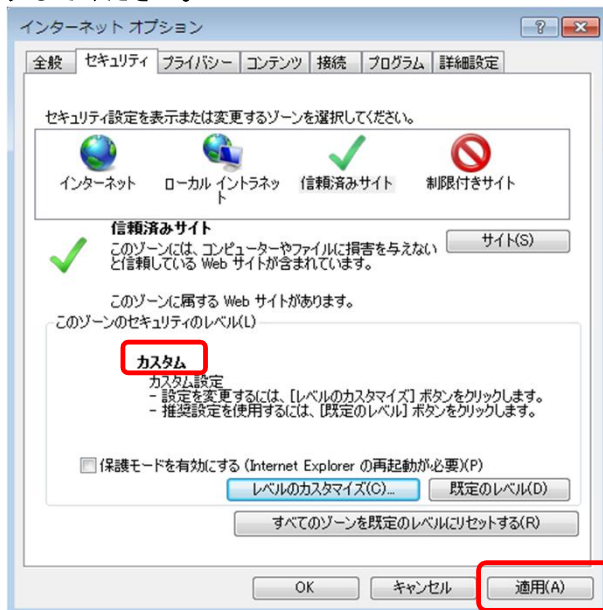 インターネット オプション
全般 セキュリティ プライバシー コンテンツ 接続 プログラム 詳細設定
セキュリティ設定を表示または変更するゾーンを選択してください。
インターネット ローカル イントラネット 信頼済みサイト 制限付きサイト
信頼済みサイト
このゾーンには、コンピューターやファイルに損害を与えない
と信頼している Web サイトが含まれています。
サイト(S)
このゾーンに属する Web サイトがあります。
このゾーンのセキュリティのレベル(L)
カスタム
カスタム設定
- 設定を変更するには、[レベルのカスタマイズ] ボタンをクリックします。
- 推奨設定を使用するには、[既定のレベル] ボタンをクリックします。
保護モードを有効にする (Internet Explorer の再起動が必要)(P)
レベルのカスタマイズ(C)... 既定のレベル(D)
すべてのゾーンを既定のレベルにリセットする(R)
OK キャンセル 適用(A)